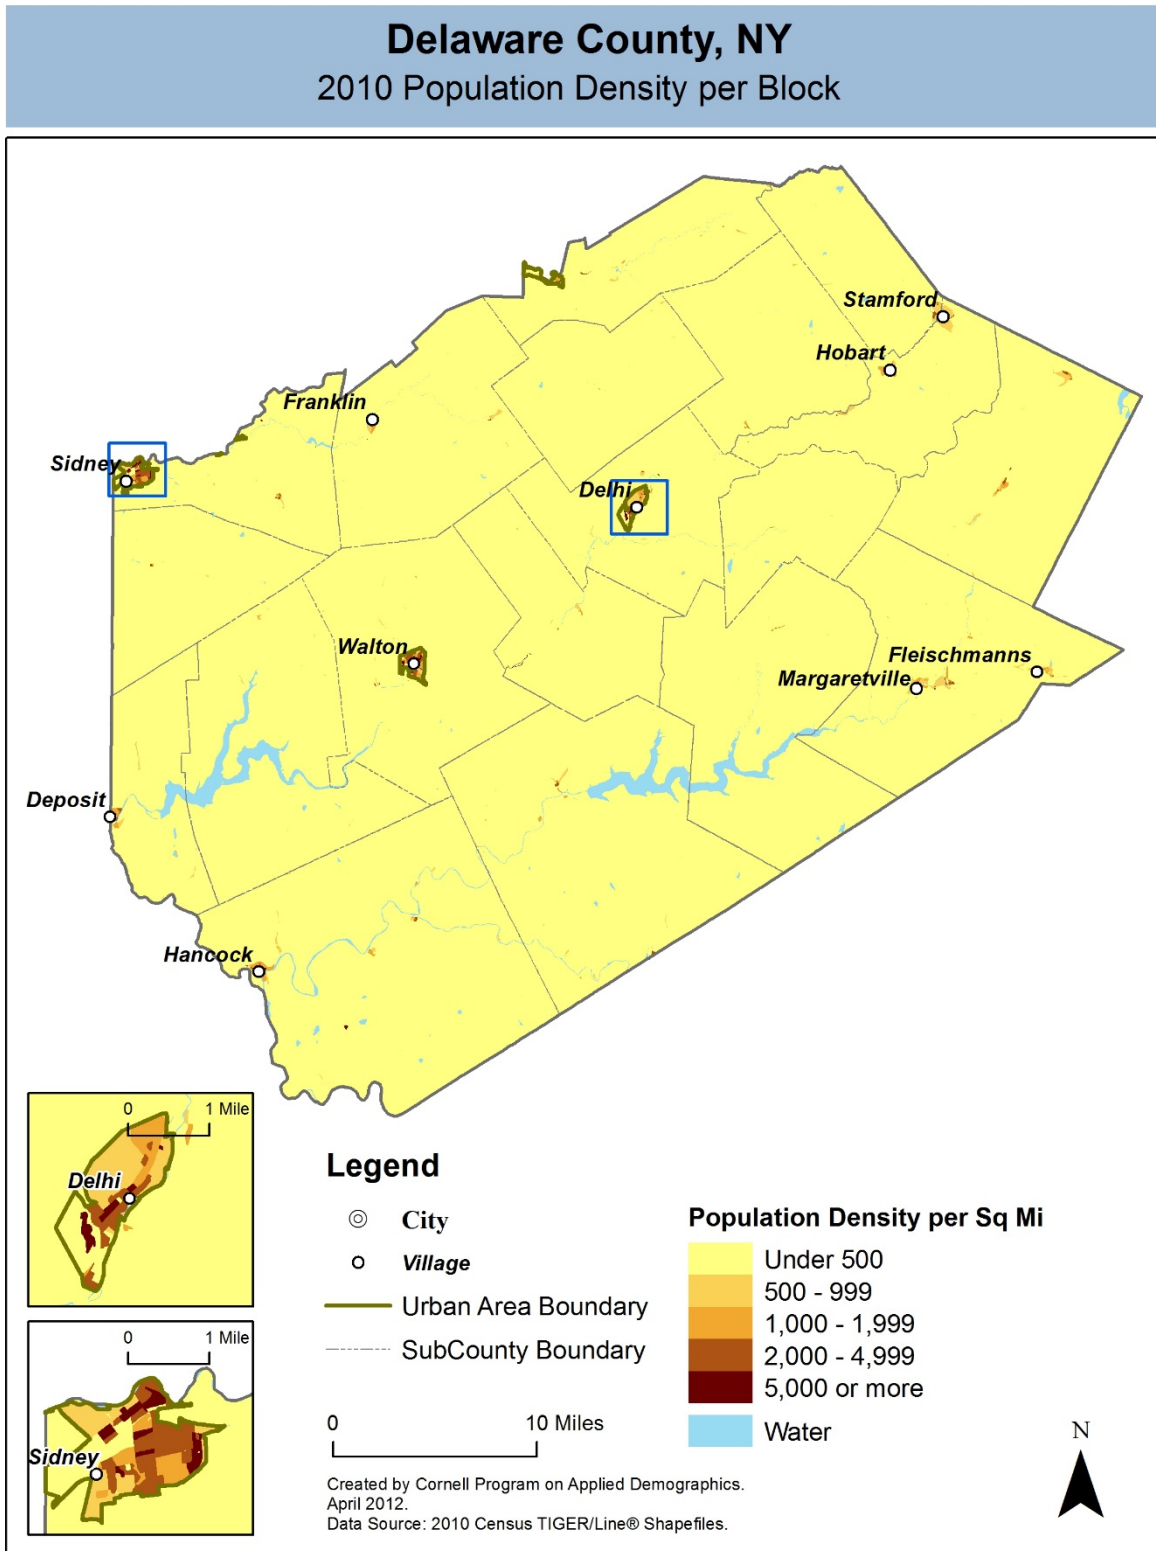 Delaware County, NY
2010 Population Density per Block
Stamford
Hobart
Franklin
Sidney
Delhi
Walton
Fleischmanns
Margaretville
Deposit
Hancock
0 1 Mile
Delhi
0 1 Mile
Sidney
Legend
City
Village
Urban Area Boundary
SubCounty Boundary
0 10 Miles
Population Density per Sq Mi
Under 500
500 - 999
1,000 - 1,999
2,000 - 4,999
5,000 or more
Water
N
Created by Cornell Program on Applied Demographics.
April 2012.
Data Source: 2010 Census TIGER/Line® Shapefiles.